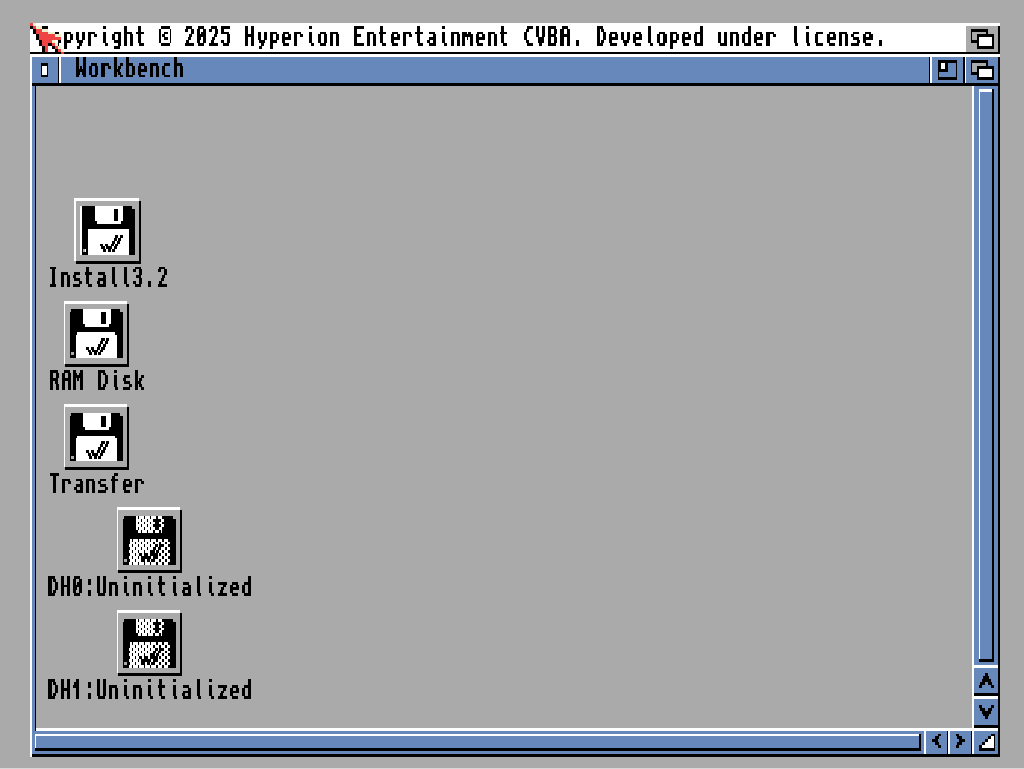 Copyright © 2025 Hyperion Entertainment CVBA. Developed under license.
Workbench
Install3.2
RAM Disk
Transfer
DH0:Uninitialized
DH1:Uninitialized